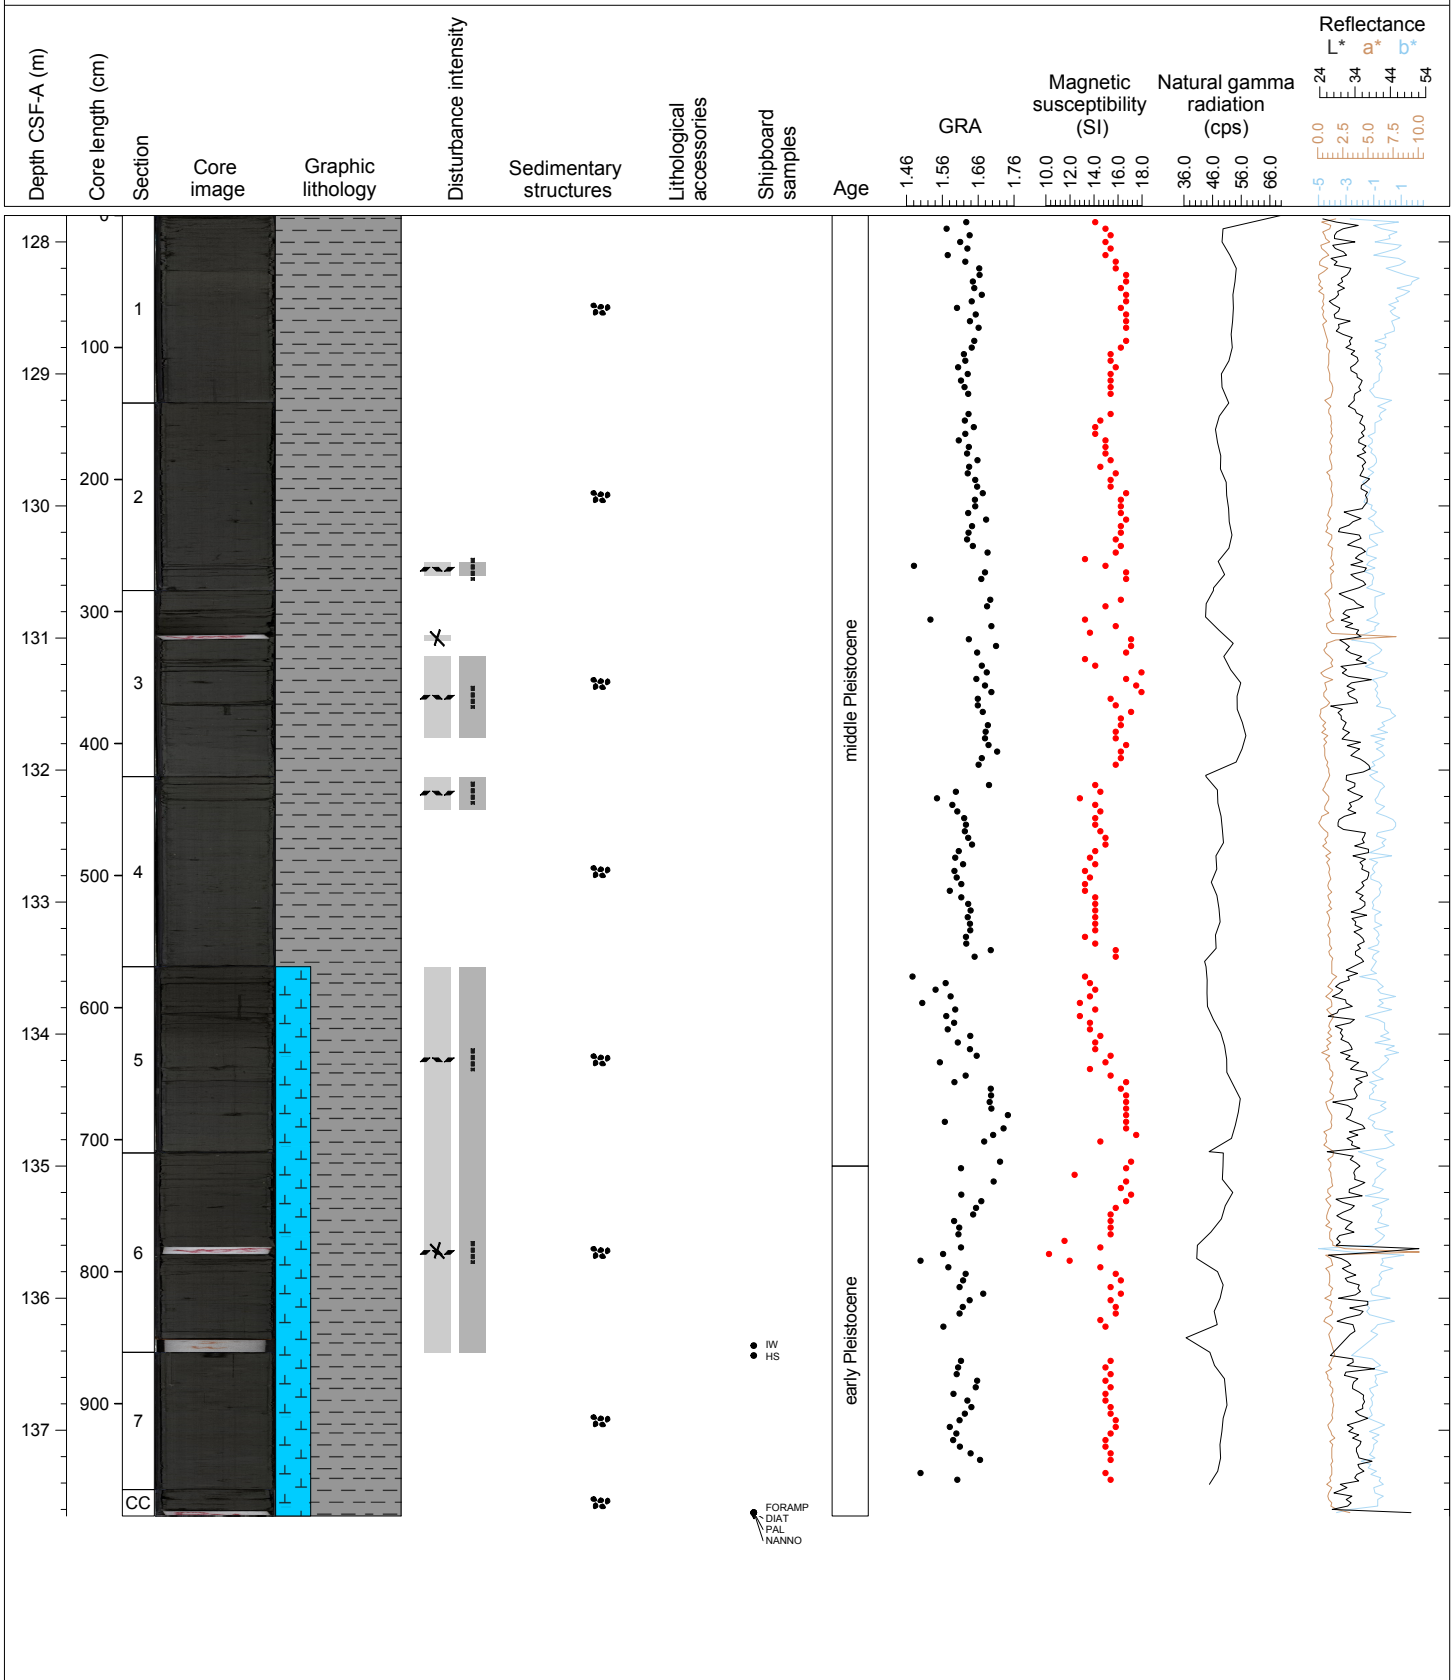 Depth CSF-A (m)
Core length (cm)
Section
Core
image
Graphic
lithology
Disturbance intensity
Sedimentary
structures
Lithological
accessories
Shipboard
samples
Age
GRA
1.46 1.56 1.66 1.76
Magnetic
susceptibility
(SI)
10.0 12.0 14.0 16.0 18.0
Natural gamma
radiation
(cps)
36.0 46.0 56.0 66.0
Reflectance
L* a* b*
24 34 44 54
0.0 2.5 5.0 7.5 10.0
-5 -3 -1 1
0
128
1
100
129
200
2
130
300
131
3
400
132
middle Pleistocene
4
500
133
600
134
5
700
135
6
800
136
early Pleistocene
IW
HS
900
7
137
CC
FORAMP
DIAT
PAL
NANNO